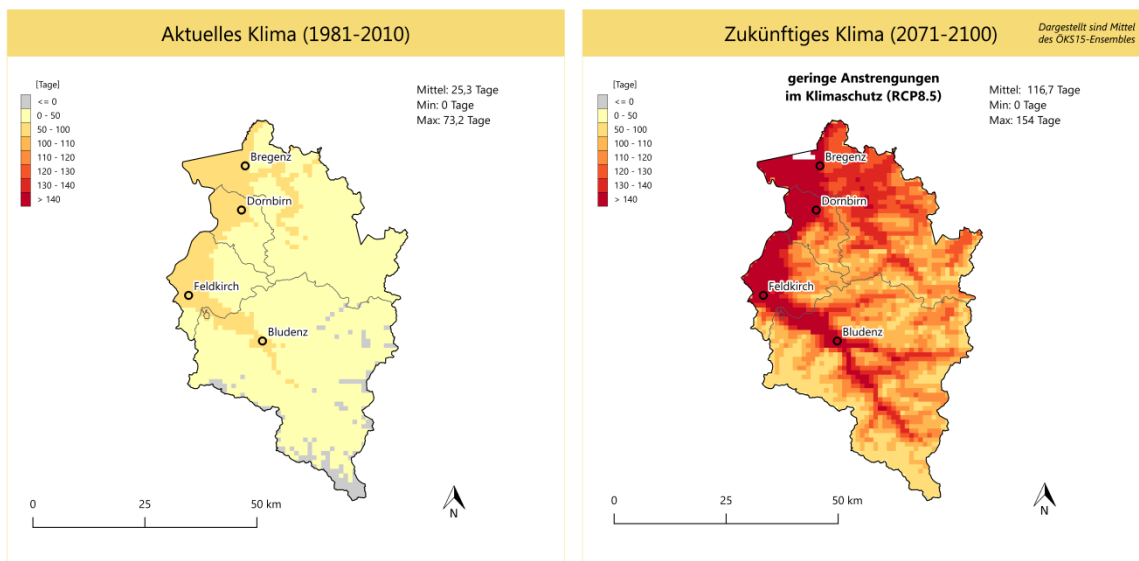 Aktuelles Klima (1981-2010)
[Tage]
<= 0
0 - 50
50 - 100
100 - 110
110 - 120
120 - 130
130 - 140
> 140
Mittel: 25,3 Tage
Min: 0 Tage
Max: 73,2 Tage
Bregenz
Dornbirn
Feldkirch
Bludenz
0 25 50 km
N
Zukünftiges Klima (2071-2100)
Dargestellt sind Mittel
des ÖKS15-Ensembles
geringe Anstrengungen
im Klimaschutz (RCP8.5)
[Tage]
<= 0
0 - 50
50 - 100
100 - 110
110 - 120
120 - 130
130 - 140
> 140
Mittel: 116,7 Tage
Min: 0 Tage
Max: 154 Tage
Bregenz
Dornbirn
Feldkirch
Bludenz
0 25 50 km
N